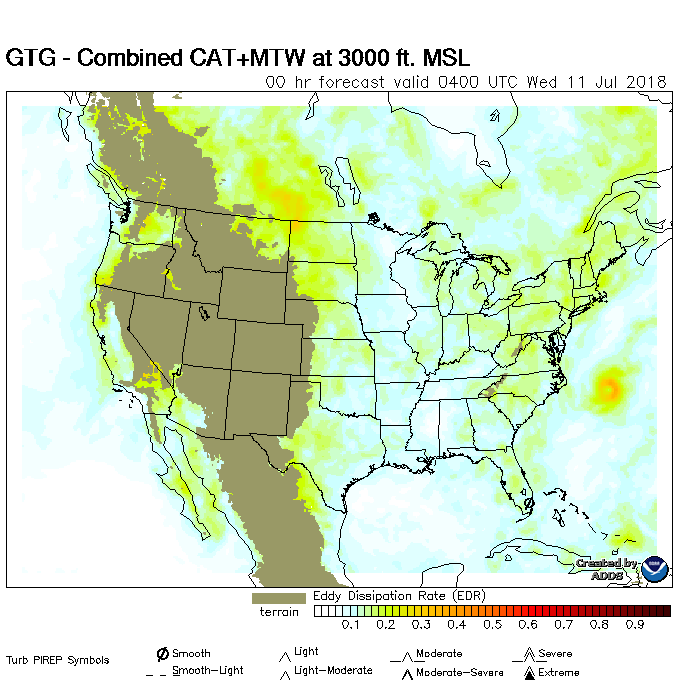 GTG - Combined CAT+MTW at 3000 ft. MSL
00 hr forecast valid 0400 UTC Wed 11 Jul 2018
Created by
ADDS
Eddy Dissipation Rate (EDR)
terrain
0.1 0.2 0.3 0.4 0.5 0.6 0.7 0.8 0.9
Turb PIREP Symbols
Smooth Light Moderate Severe
Smooth-Light Light-Moderate Moderate-Severe Extreme